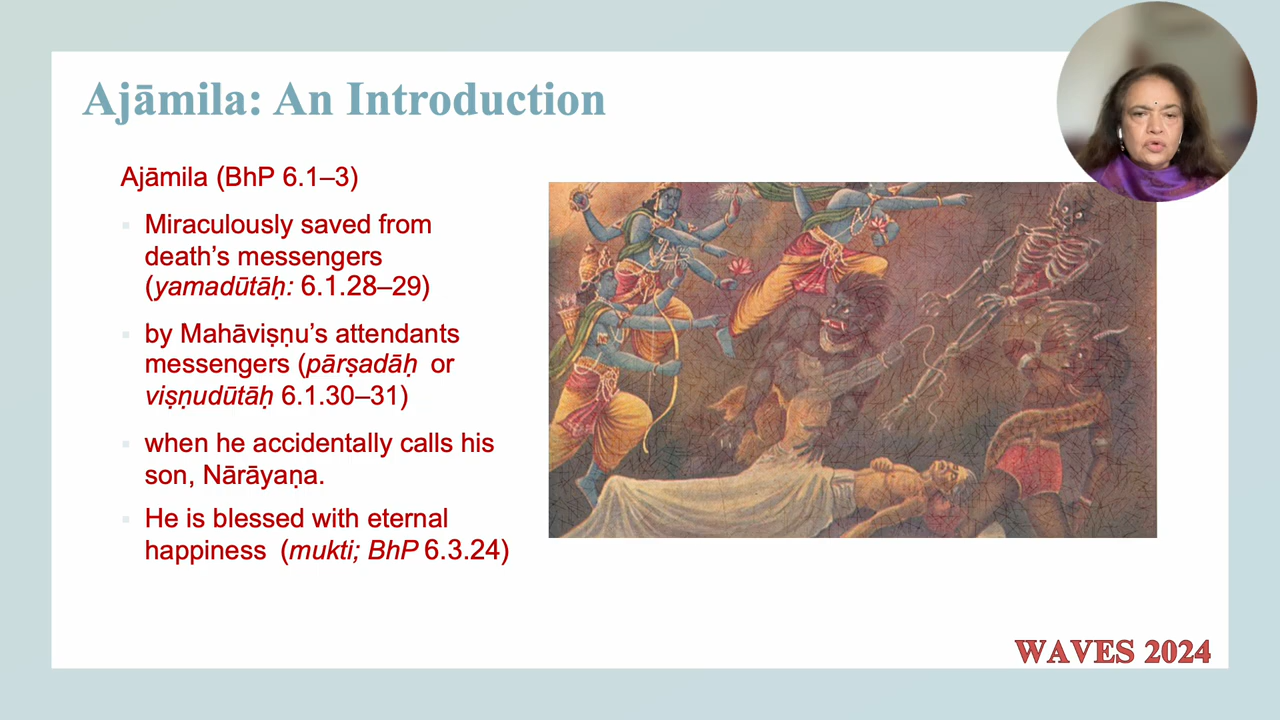 Ajāmila: An Introduction
Ajāmila (BhP 6.1–3)
Miraculously saved from
death’s messengers
(yamadūtāḥ: 6.1.28–29)
by Mahāviṣṇu’s attendants
messengers (pārṣadāḥ or
viṣṇudūtāḥ 6.1.30–31)
when he accidentally calls his
son, Nārāyaṇa.
He is blessed with eternal
happiness (mukti; BhP 6.3.24)
WAVES 2024